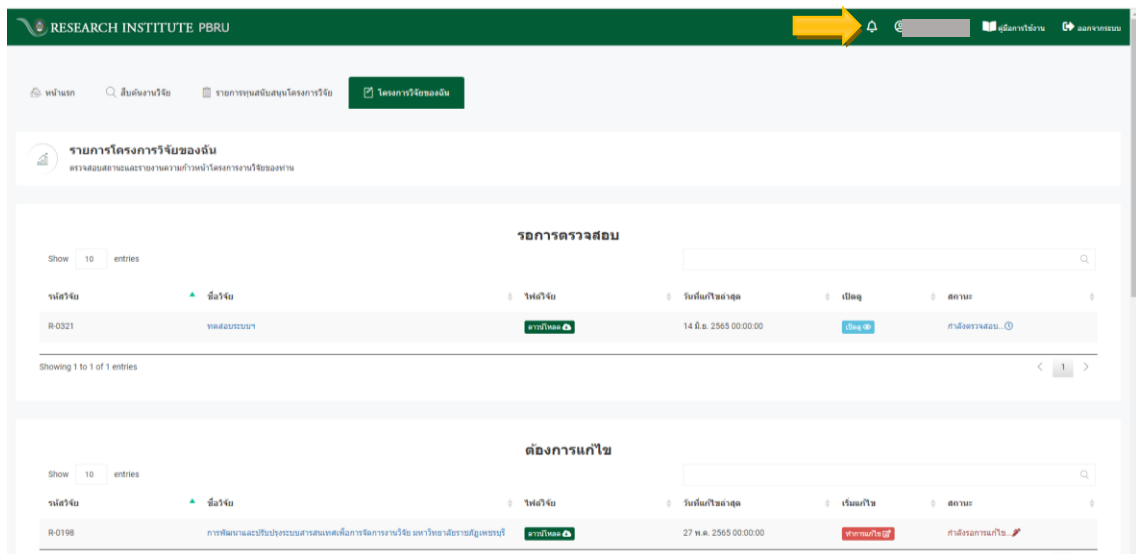 RESEARCH INSTITUTE PBRU
คู่มือการใช้งาน ออกจากระบบ
หน้าแรก สืบค้นงานวิจัย รายการทุนสนับสนุนโครงการวิจัย โครงการวิจัยของฉัน
รายการโครงการวิจัยของฉัน
ตรวจสอบสถานะและรายงานความก้าวหน้าโครงการงานวิจัยของท่าน
รอการตรวจสอบ
Show 10 entries
รหัสวิจัย ชื่อวิจัย ไฟล์วิจัย วันที่แก้ไขล่าสุด เปิดดู สถานะ
R-0321 ทดสอบระบบฯ ดาวน์โหลด 14 มิ.ย. 2565 00:00:00 เปิดดู กำลังตรวจสอบ...
Showing 1 to 1 of 1 entries 1
ต้องการแก้ไข
Show 10 entries
รหัสวิจัย ชื่อวิจัย ไฟล์วิจัย วันที่แก้ไขล่าสุด เริ่มแก้ไข สถานะ
R-0198 การพัฒนาและปรับปรุงระบบสารสนเทศเพื่อการจัดการงานวิจัย มหาวิทยาลัยราชภัฏเพชรบุรี ดาวน์โหลด 27 พ.ค. 2565 00:00:00 ทำการแก้ไข กำลังรอการแก้ไข...